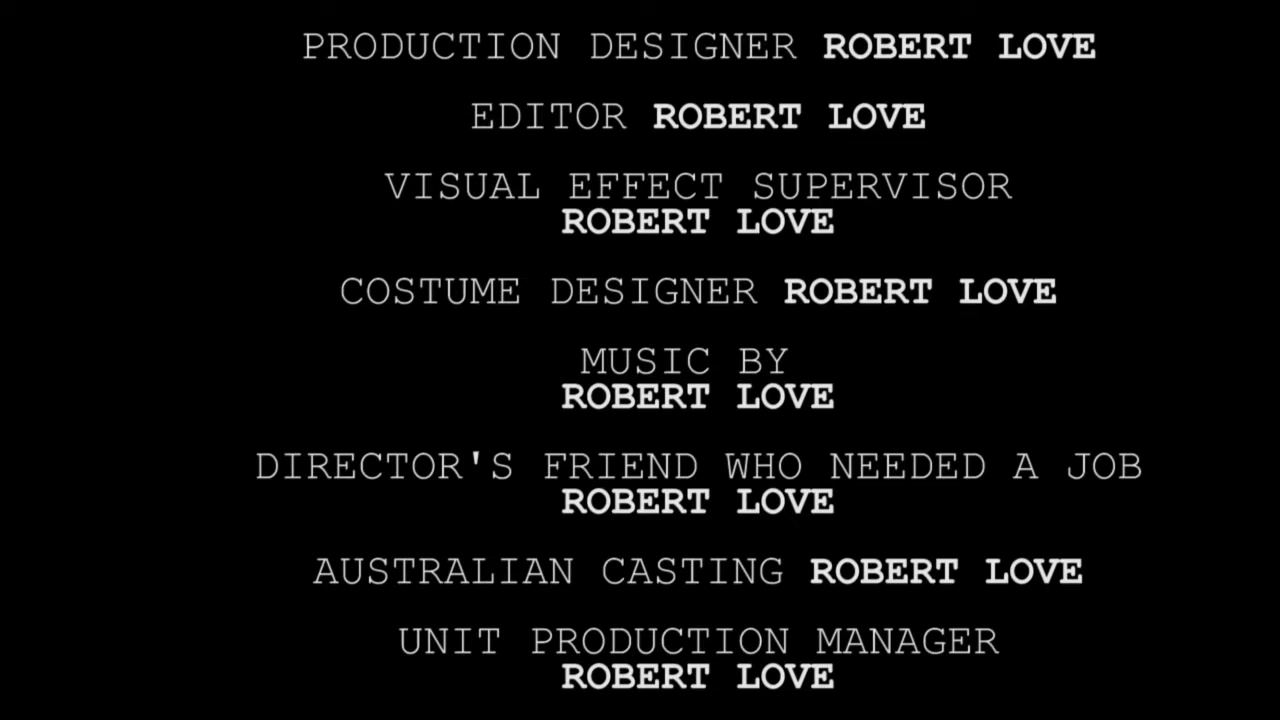 PRODUCTION DESIGNER ROBERT LOVE
EDITOR ROBERT LOVE
VISUAL EFFECT SUPERVISOR
ROBERT LOVE
COSTUME DESIGNER ROBERT LOVE
MUSIC BY
ROBERT LOVE
DIRECTOR'S FRIEND WHO NEEDED A JOB
ROBERT LOVE
AUSTRALIAN CASTING ROBERT LOVE
UNIT PRODUCTION MANAGER
ROBERT LOVE